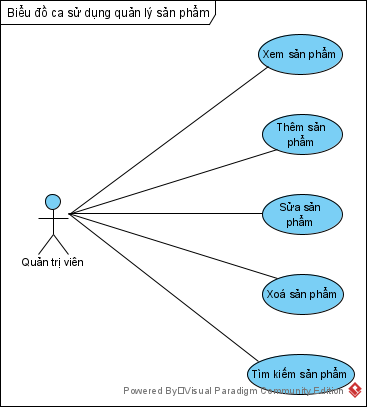 Biểu đồ ca sử dụng quản lý sản phẩm
Xem sản phẩm
Thêm sản
phẩm
Sửa sản
phẩm
Quản trị viên
Xoá sản phẩm
Tìm kiếm sản phẩm
Powered By Visual Paradigm Community Edition